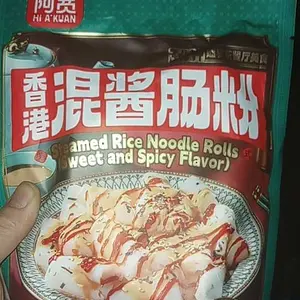 阿宽
HI A'KUAN
香港
混酱肠粉
Steamed Rice Noodle Rolls
(Sweet and Spicy Flavor)